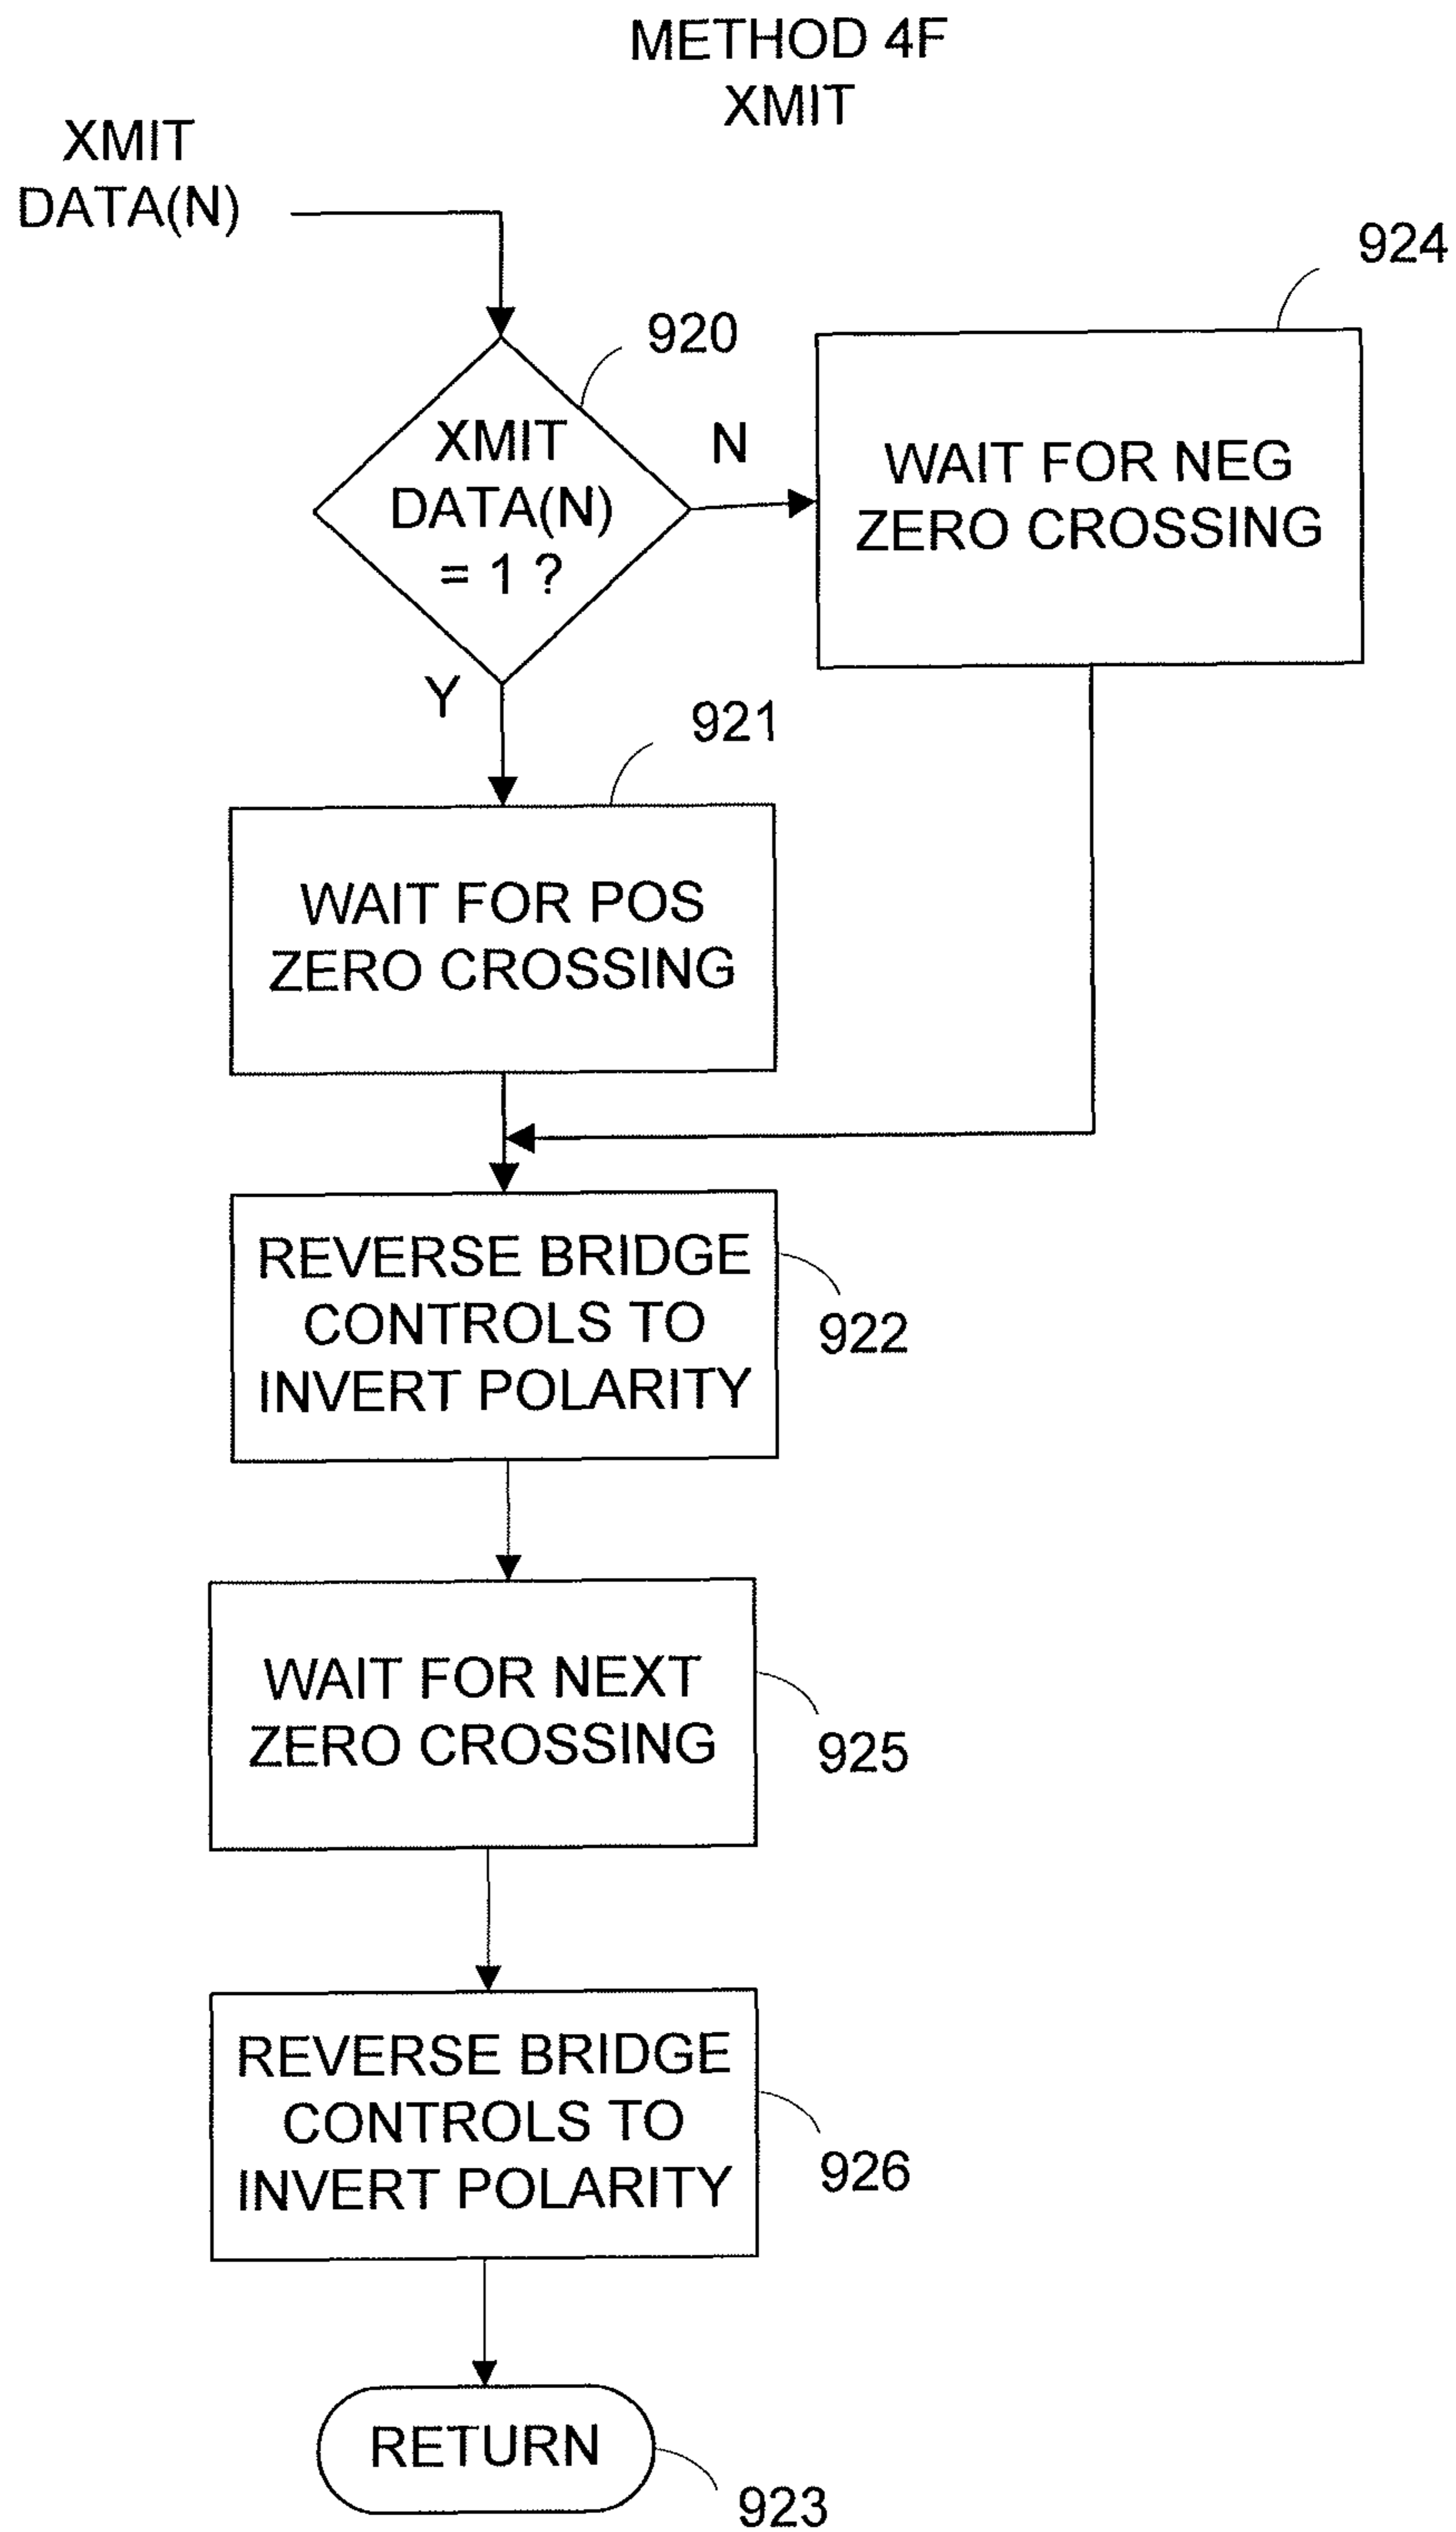 METHOD 4F
XMIT
XMIT
DATA(N)
924
920
XMIT
DATA(N)
= 1 ?
N
WAIT FOR NEG
ZERO CROSSING
Y
921
WAIT FOR POS
ZERO CROSSING
REVERSE BRIDGE
CONTROLS TO
INVERT POLARITY
922
WAIT FOR NEXT
ZERO CROSSING
925
REVERSE BRIDGE
CONTROLS TO
INVERT POLARITY
926
RETURN
923